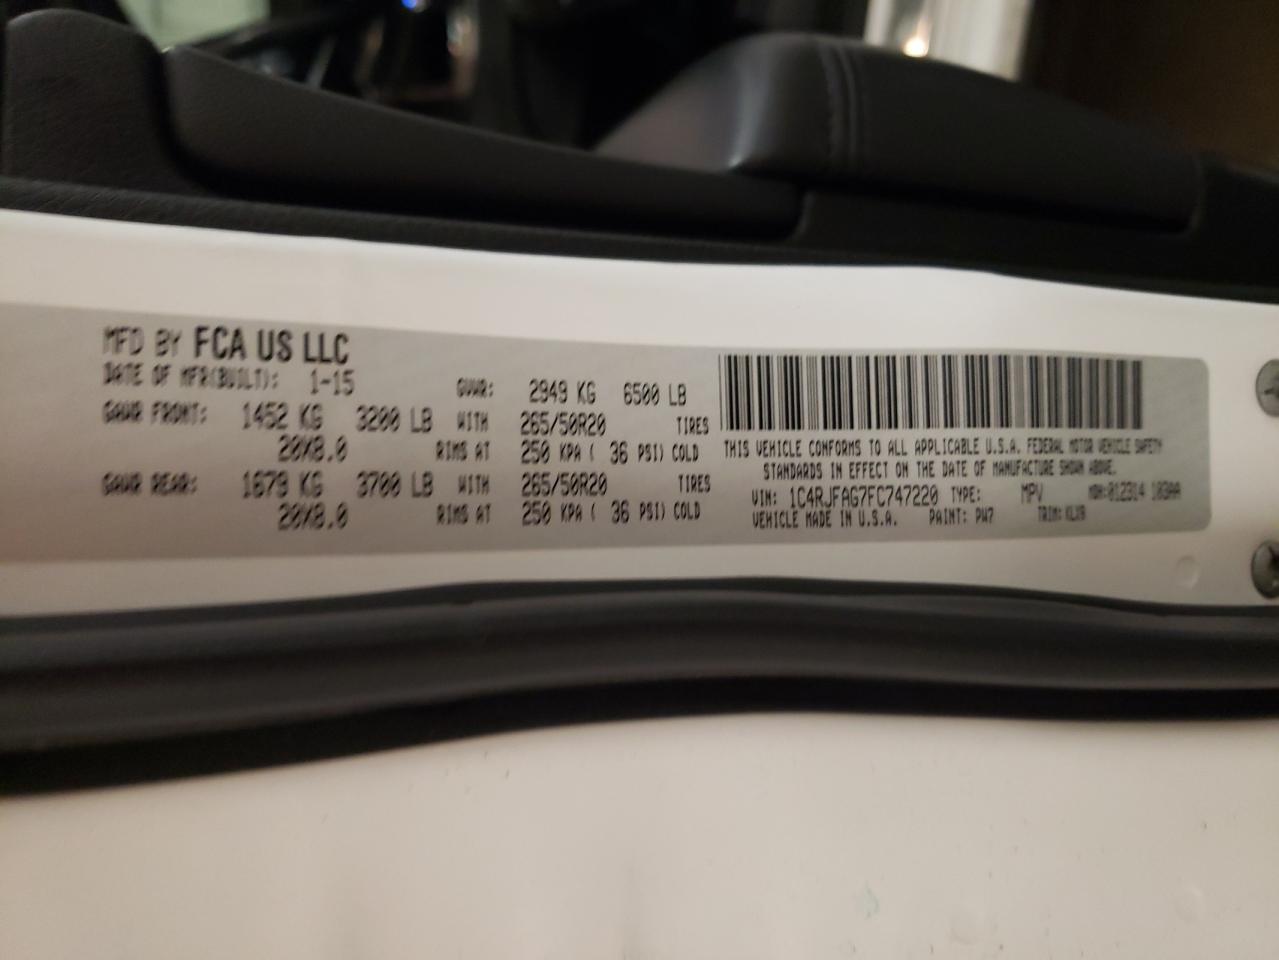 MFD BY FCA US LLC
DATE OF MFR(BUILT): 1-15 GVWR: 2949 KG 6500 LB
GAWR FRONT: 1452 KG 3200 LB WITH 265/50R20 TIRES
20X8.0 RIMS AT 250 KPA ( 36 PSI) COLD
GAWR REAR: 1679 KG 3700 LB WITH 265/50R20 TIRES
20X8.0 RIMS AT 250 KPA ( 36 PSI) COLD
THIS VEHICLE CONFORMS TO ALL APPLICABLE U.S.A. FEDERAL MOTOR VEHICLE SAFETY
STANDARDS IN EFFECT ON THE DATE OF MANUFACTURE SHOWN ABOVE.
VIN: 1C4RJFAG7FC747220 TYPE: MPV MDH:012314
VEHICLE MADE IN U.S.A. PAINT: PW7 TRIM: